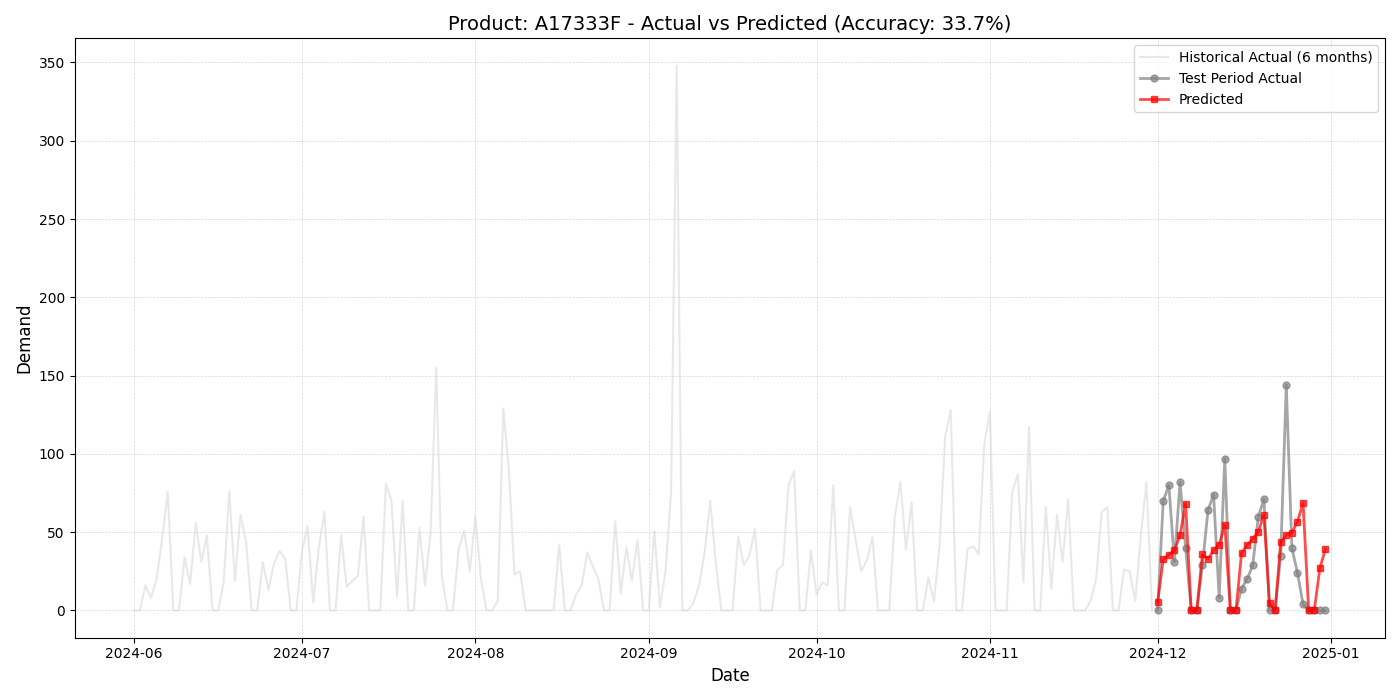 Product: A17333F - Actual vs Predicted (Accuracy: 33.7%)
Historical Actual (6 months)
Test Period Actual
Predicted
Demand
350
300
250
200
150
100
50
0
2024-06
2024-07
2024-08
2024-09
2024-10
2024-11
2024-12
2025-01
Date